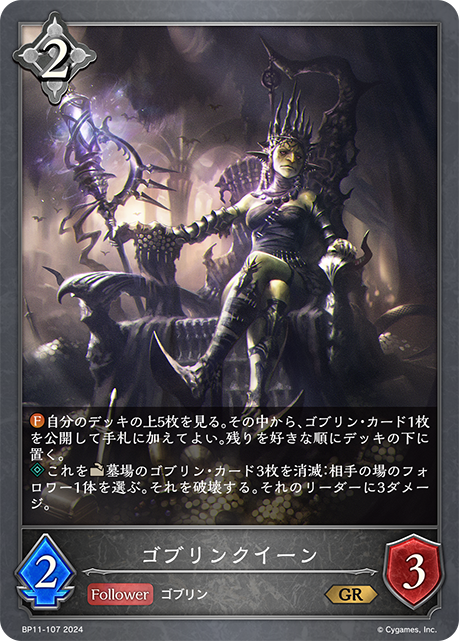 2
自分のデッキの上5枚を見る。その中から、ゴブリン・カード1枚
を公開して手札に加えてよい。残りを好きな順にデッキの下に
置く。
これを墓場のゴブリン・カード3枚を消滅:相手の場のフォ
ロワー1体を選ぶ。それを破壊する。それのリーダーに3ダメー
ジ。
ゴブリンクイーン
2
Follower ゴブリン
GR
3
BP11-107 2024
© Cygames, Inc.